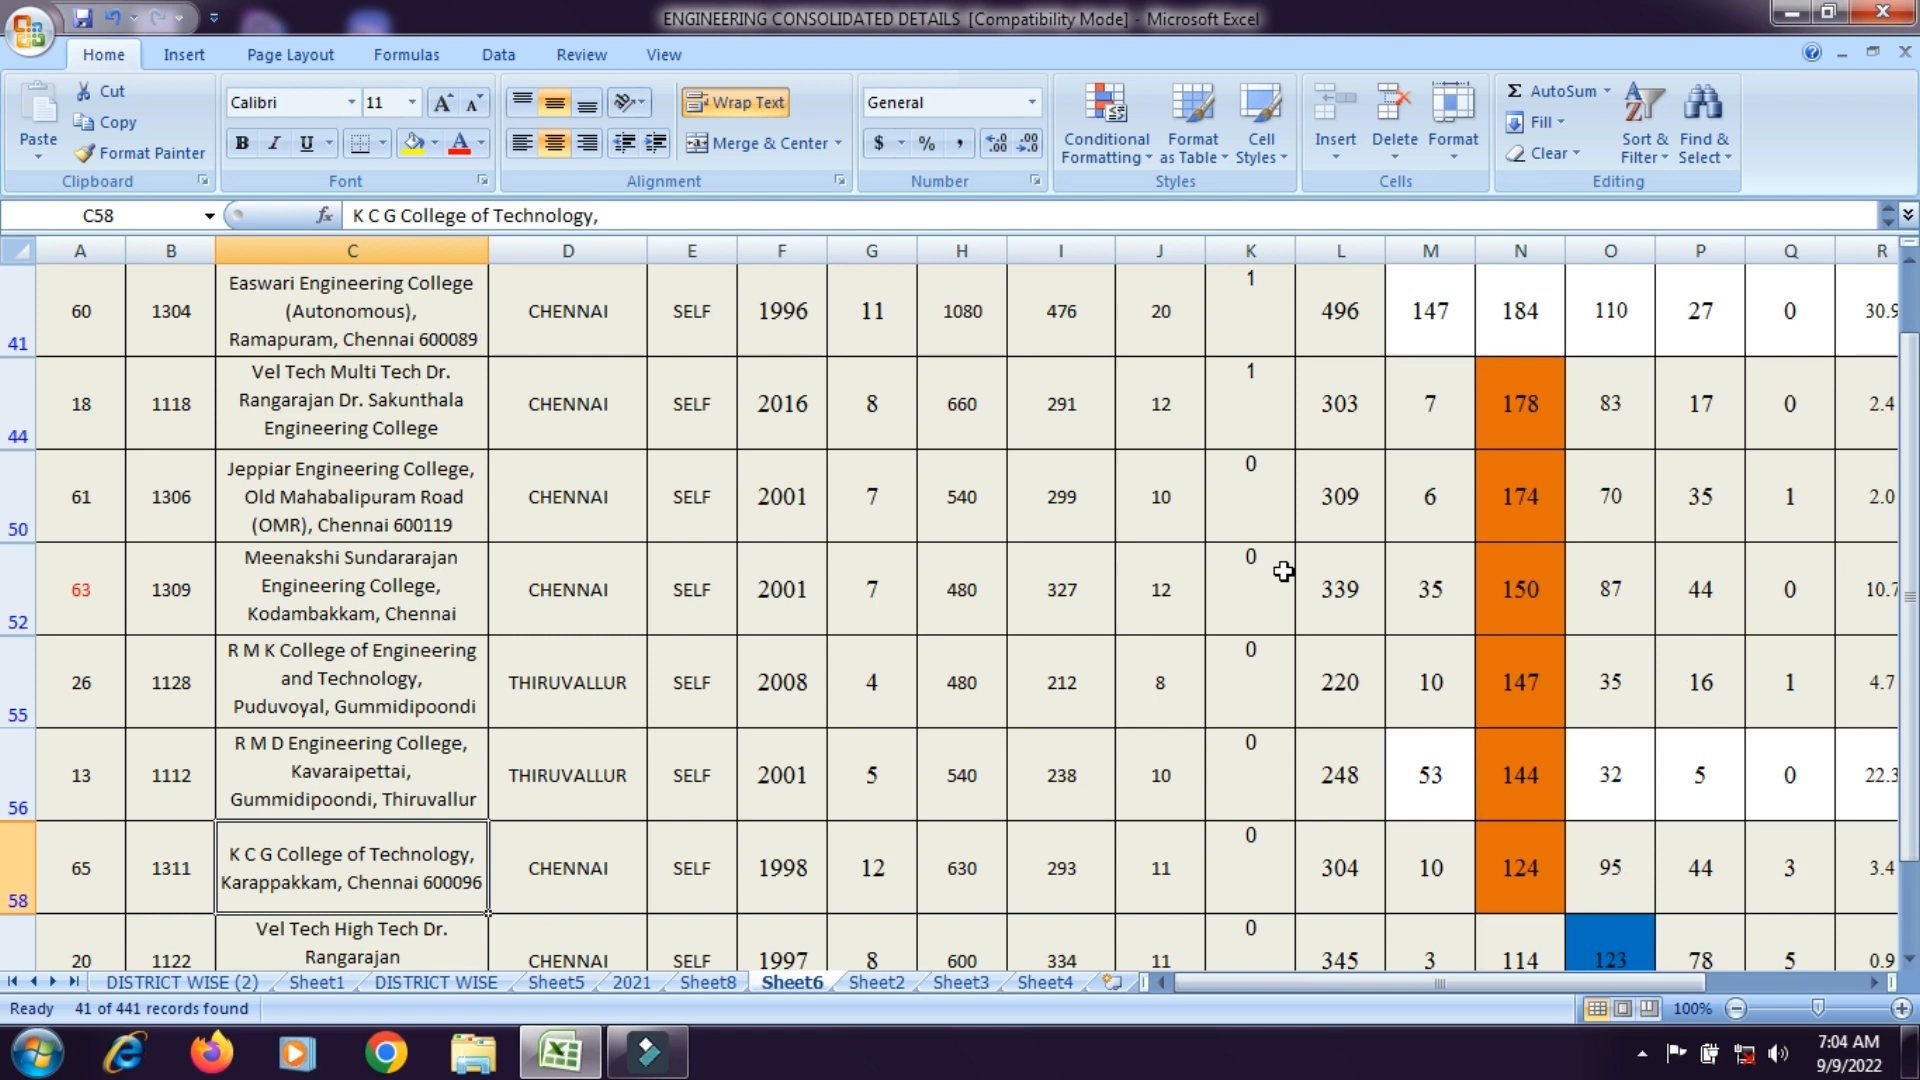 ENGINEERING CONSOLIDATED DETAILS [Compatibility Mode] - Microsoft Excel
Home Insert Page Layout Formulas Data Review View
Paste Cut Copy Format Painter
Calibri 11
B I U
Wrap Text
Merge & Center
General
$ % ,
Conditional Formatting Format as Table Cell Styles
Insert Delete Format
AutoSum Fill Clear
Sort & Filter Find & Select
Clipboard Font Alignment Number Styles Cells Editing
C58 fx K C G College of Technology,
A B C D E F G H I J K L M N O P Q R
41 60 1304 Easwari Engineering College (Autonomous), Ramapuram, Chennai 600089 CHENNAI SELF 1996 11 1080 476 20 1 496 147 184 110 27 0 30.9
44 18 1118 Vel Tech Multi Tech Dr. Rangarajan Dr. Sakunthala Engineering College CHENNAI SELF 2016 8 660 291 12 1 303 7 178 83 17 0 2.4
50 61 1306 Jeppiar Engineering College, Old Mahabalipuram Road (OMR), Chennai 600119 CHENNAI SELF 2001 7 540 299 10 0 309 6 174 70 35 1 2.0
52 63 1309 Meenakshi Sundararajan Engineering College, Kodambakkam, Chennai CHENNAI SELF 2001 7 480 327 12 0 339 35 150 87 44 0 10.7
55 26 1128 R M K College of Engineering and Technology, Puduvoyal, Gummidipoondi THIRUVALLUR SELF 2008 4 480 212 8 0 220 10 147 35 16 1 4.7
56 13 1112 R M D Engineering College, Kavaraipettai, Gummidipoondi, Thiruvallur THIRUVALLUR SELF 2001 5 540 238 10 0 248 53 144 32 5 0 22.3
58 65 1311 K C G College of Technology, Karappakkam, Chennai 600096 CHENNAI SELF 1998 12 630 293 11 0 304 10 124 95 44 3 3.4
20 1122 Vel Tech High Tech Dr. Rangarajan CHENNAI SELF 1997 8 600 334 11 0 345 3 114 123 78 5 0.9
DISTRICT WISE (2) Sheet1 DISTRICT WISE Sheet5 2021 Sheet8 Sheet6 Sheet2 Sheet3 Sheet4
Ready 41 of 441 records found 100%
7:04 AM
9/9/2022